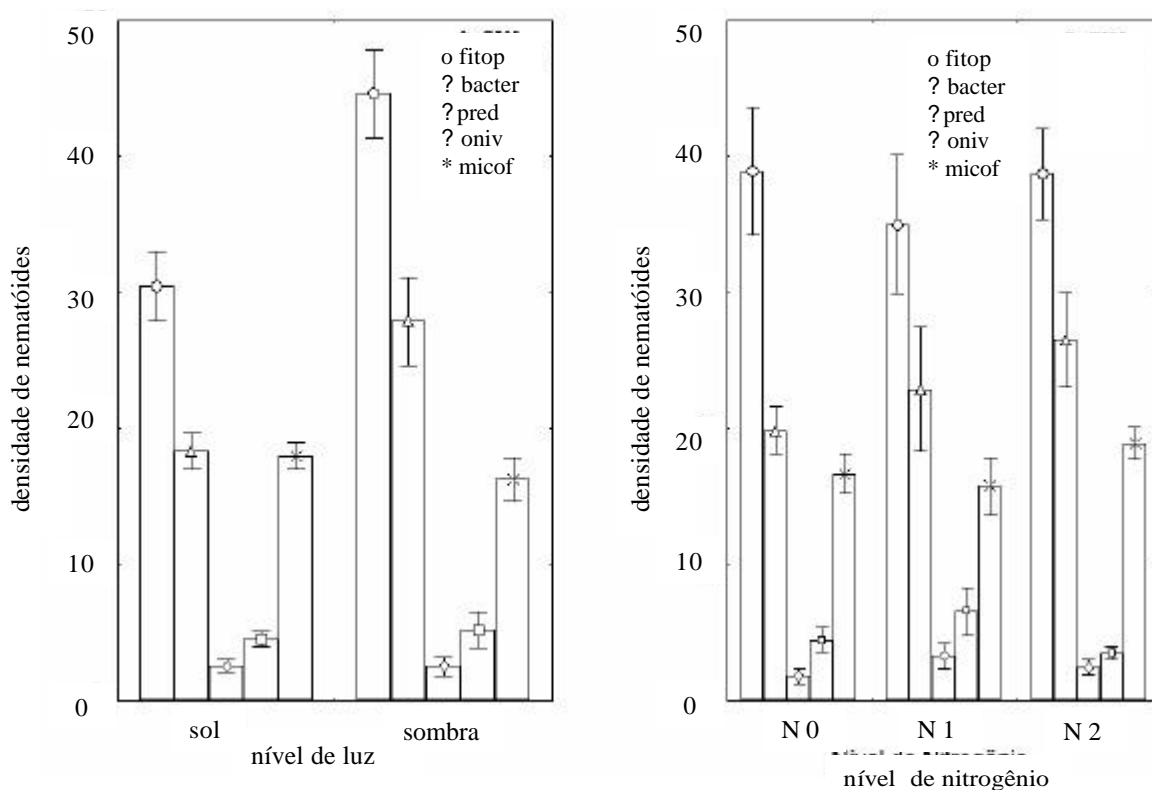 densidade de nematóides
50
40
30
20
10
0
o fitop
? bacter
? pred
? oniv
* micof
sol
sombra
nível de luz
densidade de nematóides
50
40
30
20
10
0
o fitop
? bacter
? pred
? oniv
* micof
N 0
N 1
N 2
nível de nitrogênio